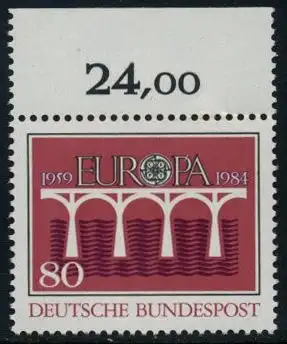 24,00
1959 EUROPA 1984
80
DEUTSCHE BUNDESPOST